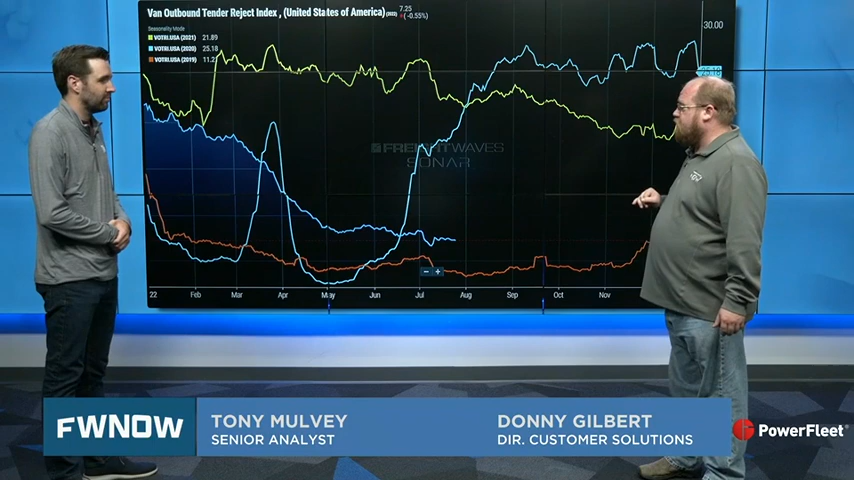 Van Outbound Tender Reject Index , (United States of America)
7.25
(-0.55%)
Seasonality Mode
VOTRI.USA (2021) 21.89
VOTRI.USA (2020) 25.18
VOTRI.USA (2019) 11.21
30.00
FREIGHTWAVES
SONAR
22 Feb Mar Apr May Jun Jul Aug Sep Oct Nov
FWNOW
TONY MULVEY
SENIOR ANALYST
DONNY GILBERT
DIR. CUSTOMER SOLUTIONS
PowerFleet